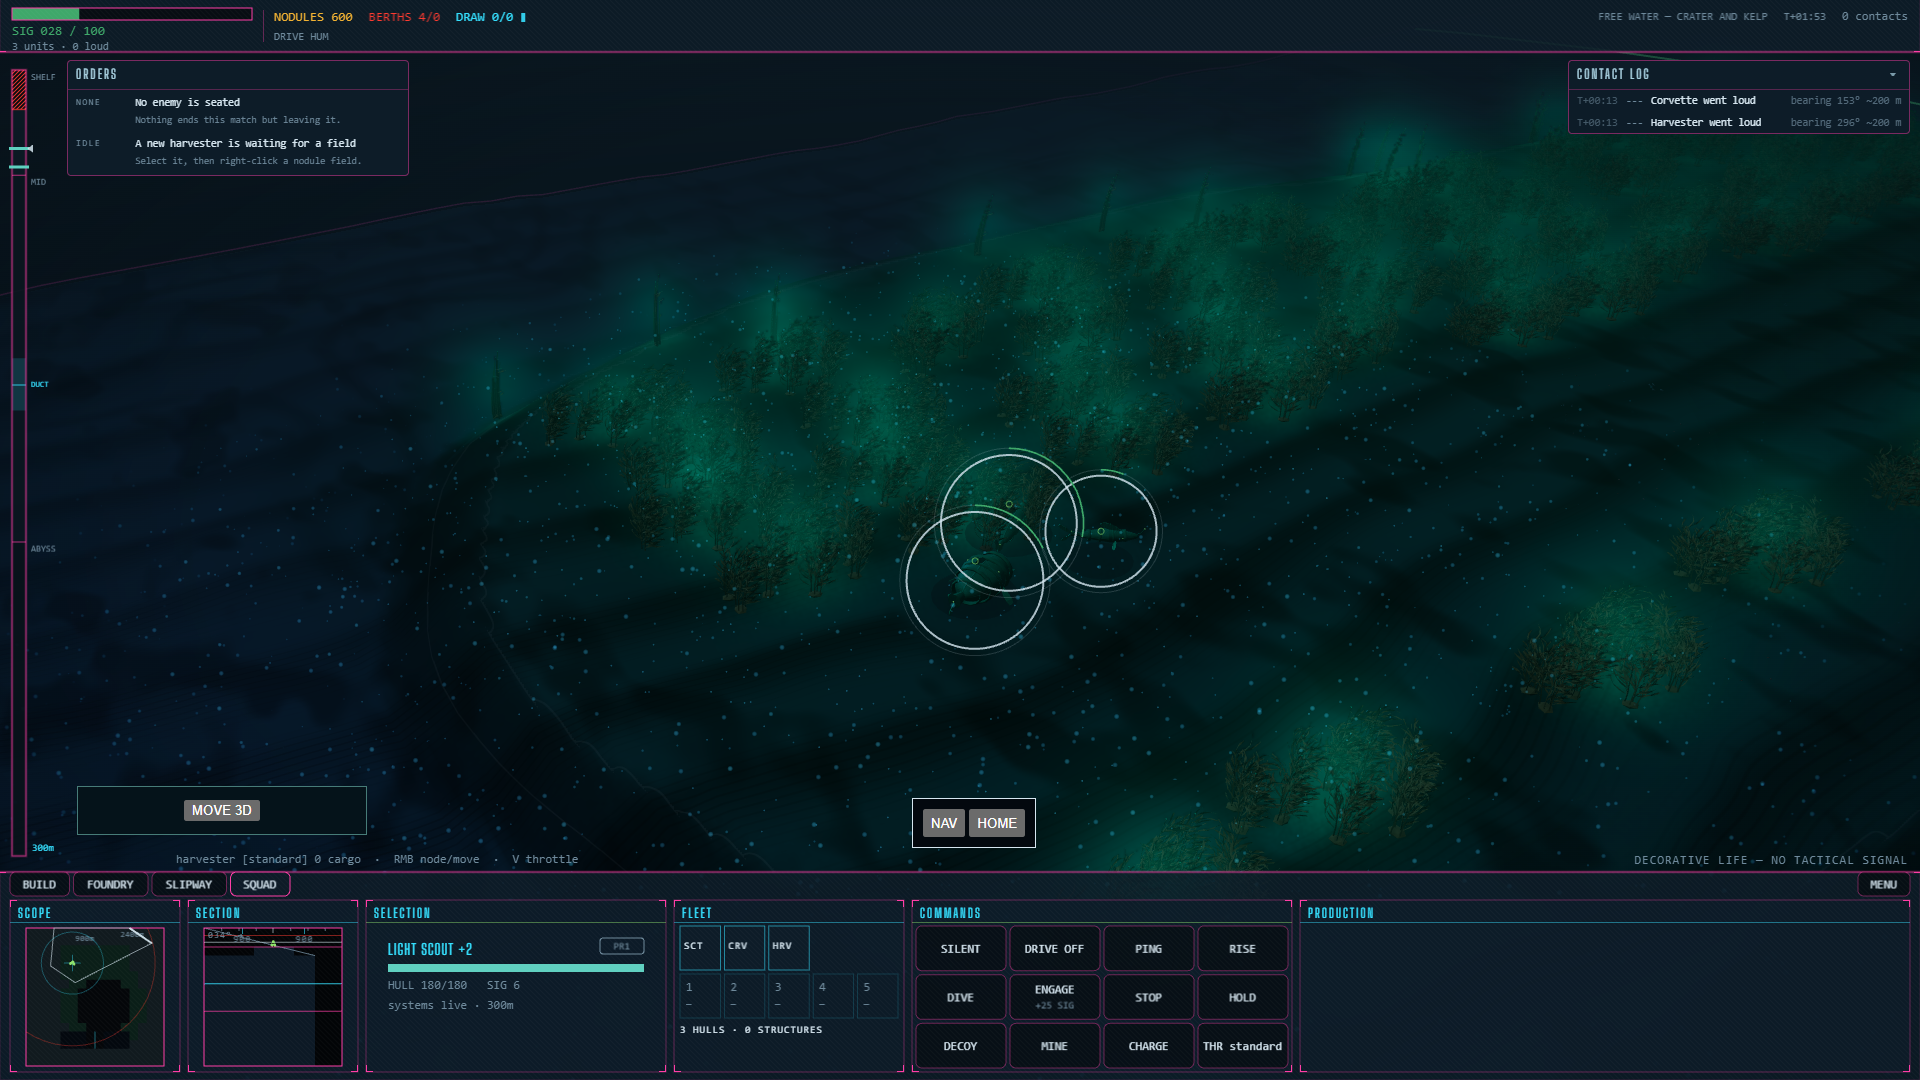 SIG 028 / 100
3 units · 0 loud
NODULES 600 BERTHS 4/0 DRAW 0/0
DRIVE HUM
FREE WATER — CRATER AND KELP T+01:53 0 contacts
SHELF
MID
DUCT
ABYSS
300m
ORDERS
NONE No enemy is seated
Nothing ends this match but leaving it.
IDLE A new harvester is waiting for a field
Select it, then right-click a nodule field.
CONTACT LOG
T+00:13 --- Corvette went loud bearing 153° ~200 m
T+00:13 --- Harvester went loud bearing 296° ~200 m
MOVE 3D
NAV HOME
harvester [standard] 0 cargo · RMB node/move · V throttle
DECORATIVE LIFE — NO TACTICAL SIGNAL
BUILD FOUNDRY SLIPWAY SQUAD MENU
SCOPE
900m
SECTION
034°
900
SELECTION
LIGHT SCOUT +2 PR1
HULL 180/180 SIG 6
systems live · 300m
FLEET
SCT CRV HRV
1 2 3 4 5
— — — — —
3 HULLS · 0 STRUCTURES
COMMANDS
SILENT DRIVE OFF PING RISE
DIVE ENGAGE +25 SIG STOP HOLD
DECOY MINE CHARGE THR standard
PRODUCTION